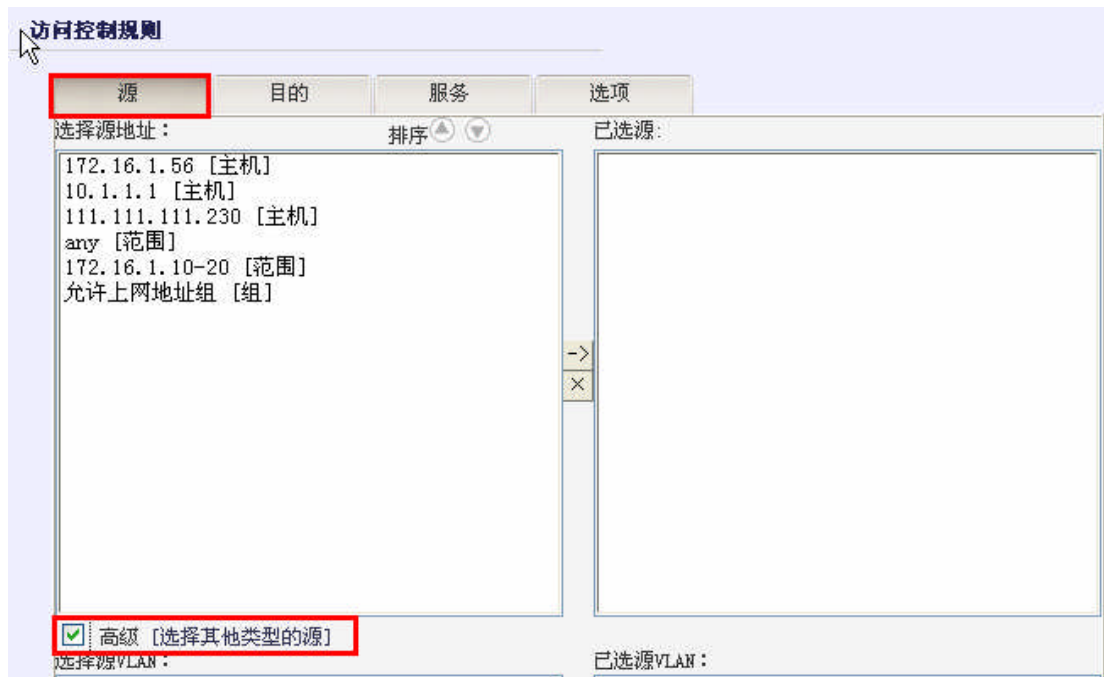 访问控制规则
源 目的 服务 选项
选择源地址： 排序 已选源:
172.16.1.56 [主机]
10.1.1.1 [主机]
111.111.111.230 [主机]
any [范围]
172.16.1.10-20 [范围]
允许上网地址组 [组]
->
×
高级 [选择其他类型的源]
选择源VLAN： 已选源VLAN：